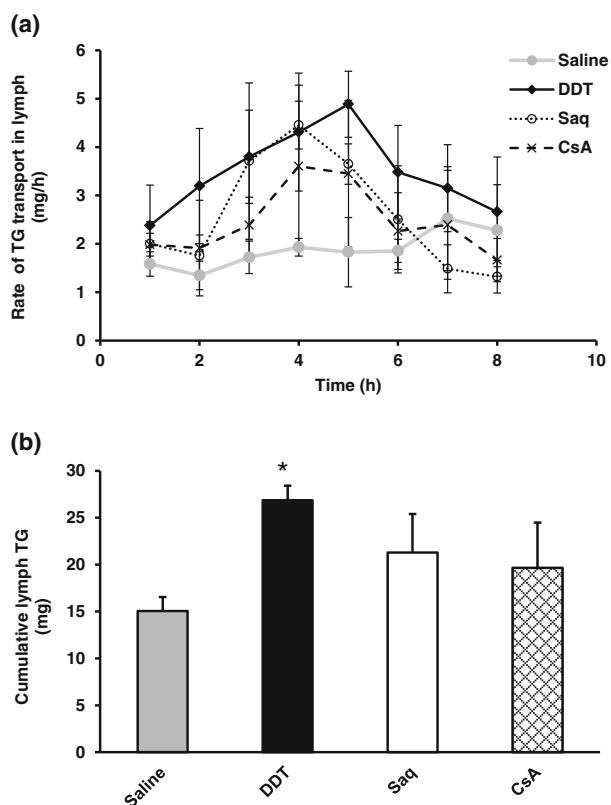 (a)
Rate of TG transport in lymph
(mg/h)
6
5
4
3
2
1
0
0
2
4
6
8
10
Time (h)
Saline
DDT
Saq
CsA
(b)
Cumulative lymph TG
(mg)
30
25
20
15
10
5
0
*
Saline
DDT
Saq
CsA